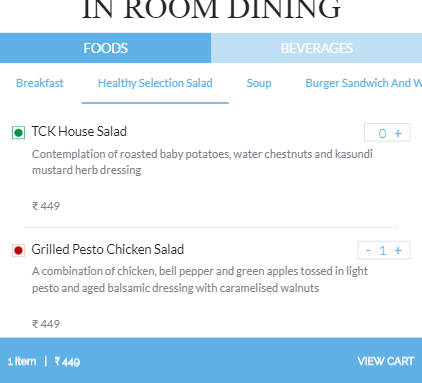 IN ROOM DINING
FOODS BEVERAGES
Breakfast Healthy Selection Salad Soup Burger Sandwich And W
TCK House Salad 0 +
Contemplation of roasted baby potatoes, water chestnuts and kasundi
mustard herb dressing
₹ 449
Grilled Pesto Chicken Salad - 1 +
A combination of chicken, bell pepper and green apples tossed in light
pesto and aged balsamic dressing with caramelised walnuts
₹ 449
1 Item | ₹ 449 VIEW CART